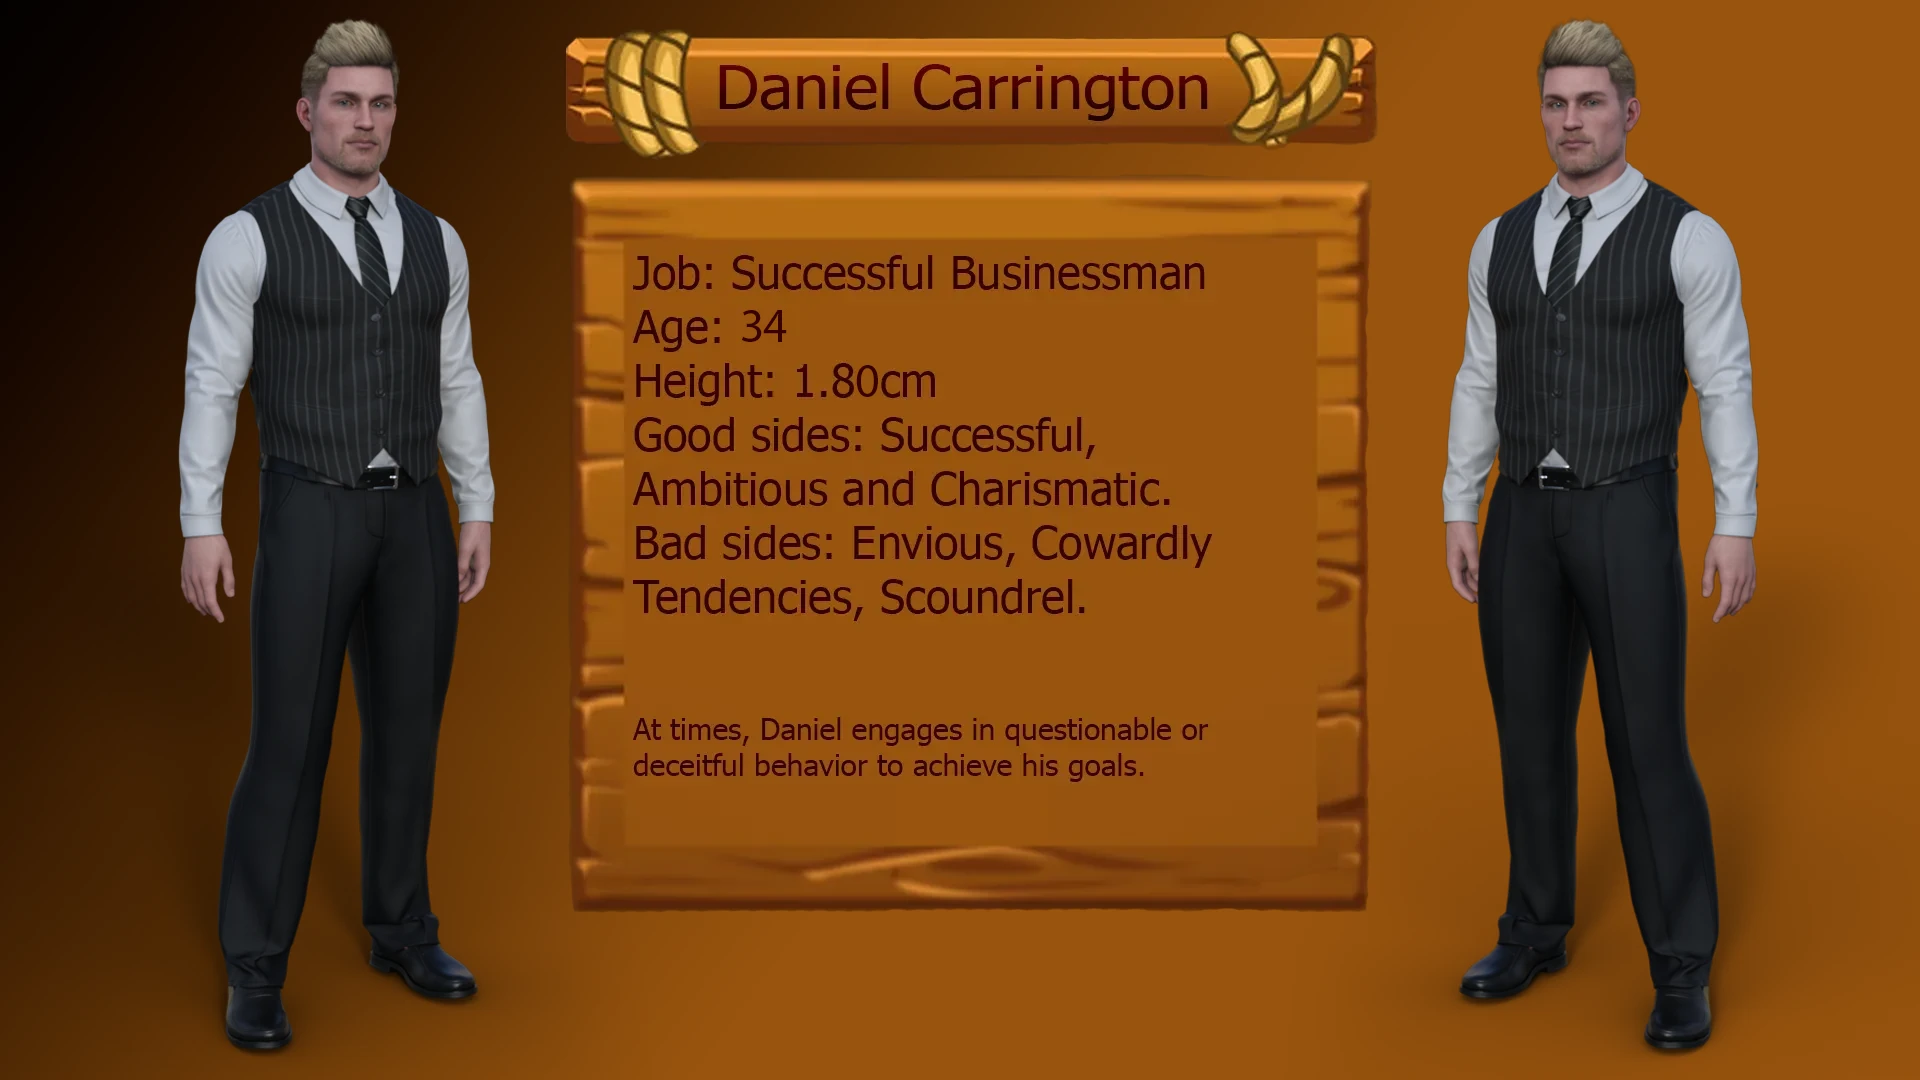 Daniel Carrington
Job: Successful Businessman
Age: 34
Height: 1.80cm
Good sides: Successful,
Ambitious and Charismatic.
Bad sides: Envious, Cowardly
Tendencies, Scoundrel.
At times, Daniel engages in questionable or
deceitful behavior to achieve his goals.